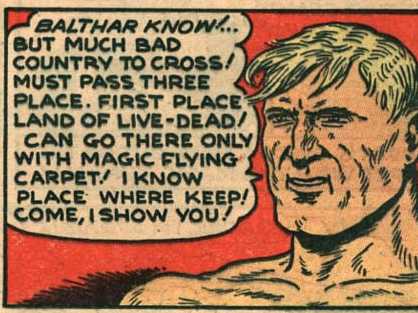 BALTHAR KNOW!...
BUT MUCH BAD
COUNTRY TO CROSS!
MUST PASS THREE
PLACE. FIRST PLACE,
LAND OF LIVE-DEAD!
CAN GO THERE ONLY
WITH MAGIC FLYING
CARPET! I KNOW
PLACE WHERE KEEP!
COME, I SHOW YOU!